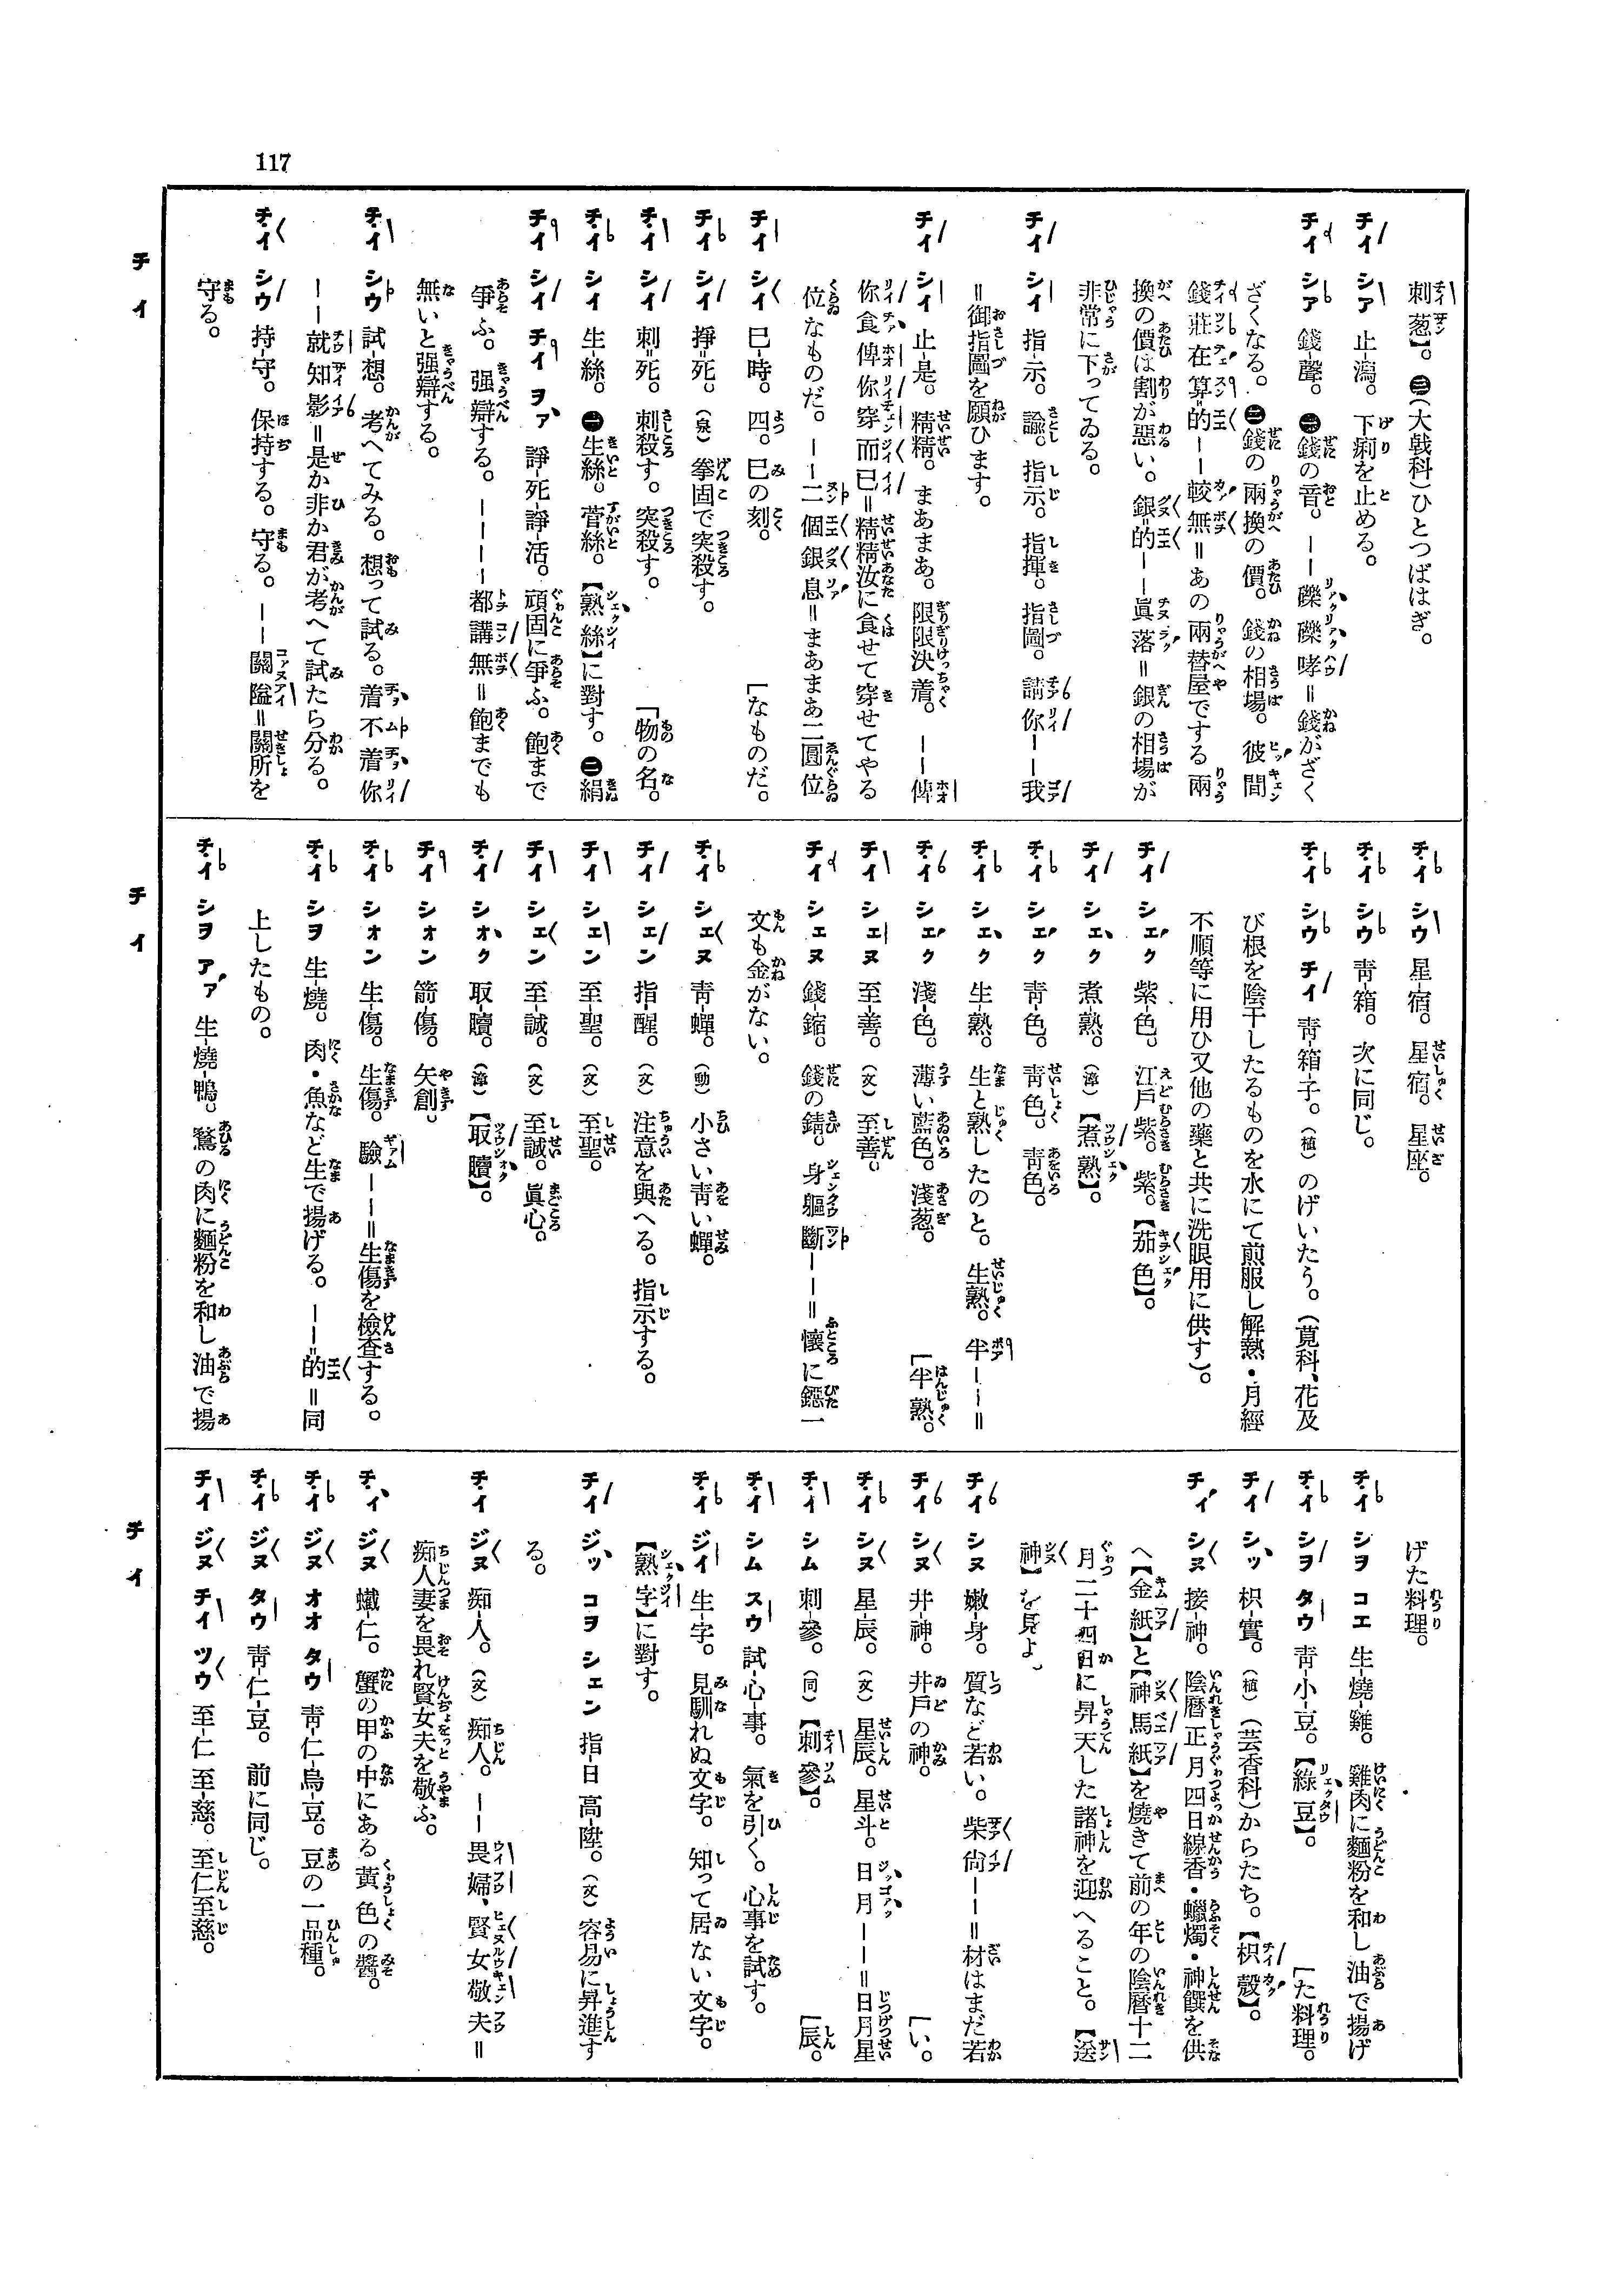 117
チイ
刺葱】。㊂(大戟科)ひとつばはぎ。
チイ シア 止-瀉。下痢を止める。
チイ シア 錢-聲。㊀錢の音。――礫礫哮=錢がざく
ざくなる。㊁錢の兩換の價。錢の相場。彼間
錢莊在算的――較無=あの兩替屋でする兩
換の價は割が惡い。銀的――眞落=銀の相場が
非常に下ってゐる。
チイ シイ 指-示。諭。指示。指揮。指圖。請你――我
=御指圖を願ひます。
チイ シイ 止-是。精精。まあまあ。限限決着。――俾
你食俾你穿而已=精精汝に食せて穿せてやる
位なものだ。――二個銀息=まあまあ二圓位
チイ シイ 巳-時。四。巳の刻。[なものだ。
チイ シイ 掙=死。(泉)拳固で突殺す。
チイ シイ 刺=死。刺殺す。突殺す。「物の名。
チイ シイ 生-絲。㊀生絲。菅絲。【熟絲】に對す。㊁絹
チイ シイ チイ ヲァ 諍-死-諍-活。頑固に爭ふ。飽まで
爭ふ。强辯する。――――都講無=飽までも
無いと强辯する。
チイ シウ 試-想。考へてみる。想って試る。着不着你
――就知影=是か非か君が考へて試たら分る。
チイ シウ 持-守。保持する。守る。――關隘=關所を
守る。
チイ
チイ シウ 星-宿。星宿。星座。
チイ シウ 靑-箱。次に同じ。
チイ シウ チイ 靑-箱-子。(植)のげいたう。(莧科、花及
び根を陰干したるものを水にて煎服し解熱・月經
不順等に用ひ又他の藥と共に洗眼用に供す)。
チイ シェク 紫-色。江戶紫。紫。【茄色】。
チイ シェク 煮熟。(漳)【煮熟】。
チイ シェク 靑-色。靑色。靑色。
チイ シェク 生-熟。生と熟したのと。生熟。半――=
チイ シェク 淺-色。薄い藍色。淺葱。[半熟。
チイ シェヌ 至-善。(文)至善。
チイ シェヌ 錢-鏥。錢の錆。身軀斷――=懷に鐚一
文も金がない。
チイ シェヌ 靑-蟬。(動)小さい靑い蟬。
チイ シェン 指-醒。(文)注意を與へる。指示する。
チイ シェン 至-聖。(文)至聖。
チイ シェン 至-誠。(文)至誠。眞心。
チイ シォク 取-贖。(漳)【取贖】。
チイ シォン 箭-傷。矢創。
チイ シォン 生-傷。生傷。驗――=生傷を檢査する。
チイ シヲ 生-燒。肉・魚など生で揚げる。――=的=同
上したもの。
チイ シヲ アァ 生-燒-鴨。鶩の肉に麵粉を和し油で揚
チイ
げた料理。
チイ シヲ コエ 生-燒-雞。雞肉に麵粉を和し油で揚げ
チイ シヲ タウ 靑-小-豆。【綠豆】。[た料理。
チイ シッ 枳-實。(植)(芸香科)からたち。【枳殼】。
チイ シヌ 接-神。陰曆正月四日線香・蠟燭・神饌を供
へ【金紙】と【神馬紙】を燒きて前の年の陰曆十二
月二十四日に昇天した諸神を迎へること。【送
神】を見よ。
チイ シヌ 嫩-身。質など若い。柴尙――=材はまだ若
チイ シヌ 井-神。井戶の神。[い。
チイ シヌ 星-辰。(文)星辰。星斗。日月――=日月星
チイ シム 刺-參。(同)【刺參】。[辰。
チイ シム スウ 試-心-事。氣を引く。心事を試す。
チイ ジイ 生-字。見馴れぬ文字。知って居ない文字。
【熟字】に對す。
チイ ジッ コヲ シェン 指-日 高-陞。(文)容易に昇進す
る。
チイ ジヌ 痴-人。(文)痴人。――畏婦、賢女敬夫=
痴人妻を畏れ賢女夫を敬ふ。
チイ ジヌ 蠘-仁。蟹の甲の中にある黃色の醬。
チイ ジヌ オオ タウ 靑-仁-烏-豆。豆の一品種。
チイ ジヌ タウ 靑-仁-豆。前に同じ。
チイ ジヌ チイ ツウ 至-仁 至-慈。至仁至慈。
チイ